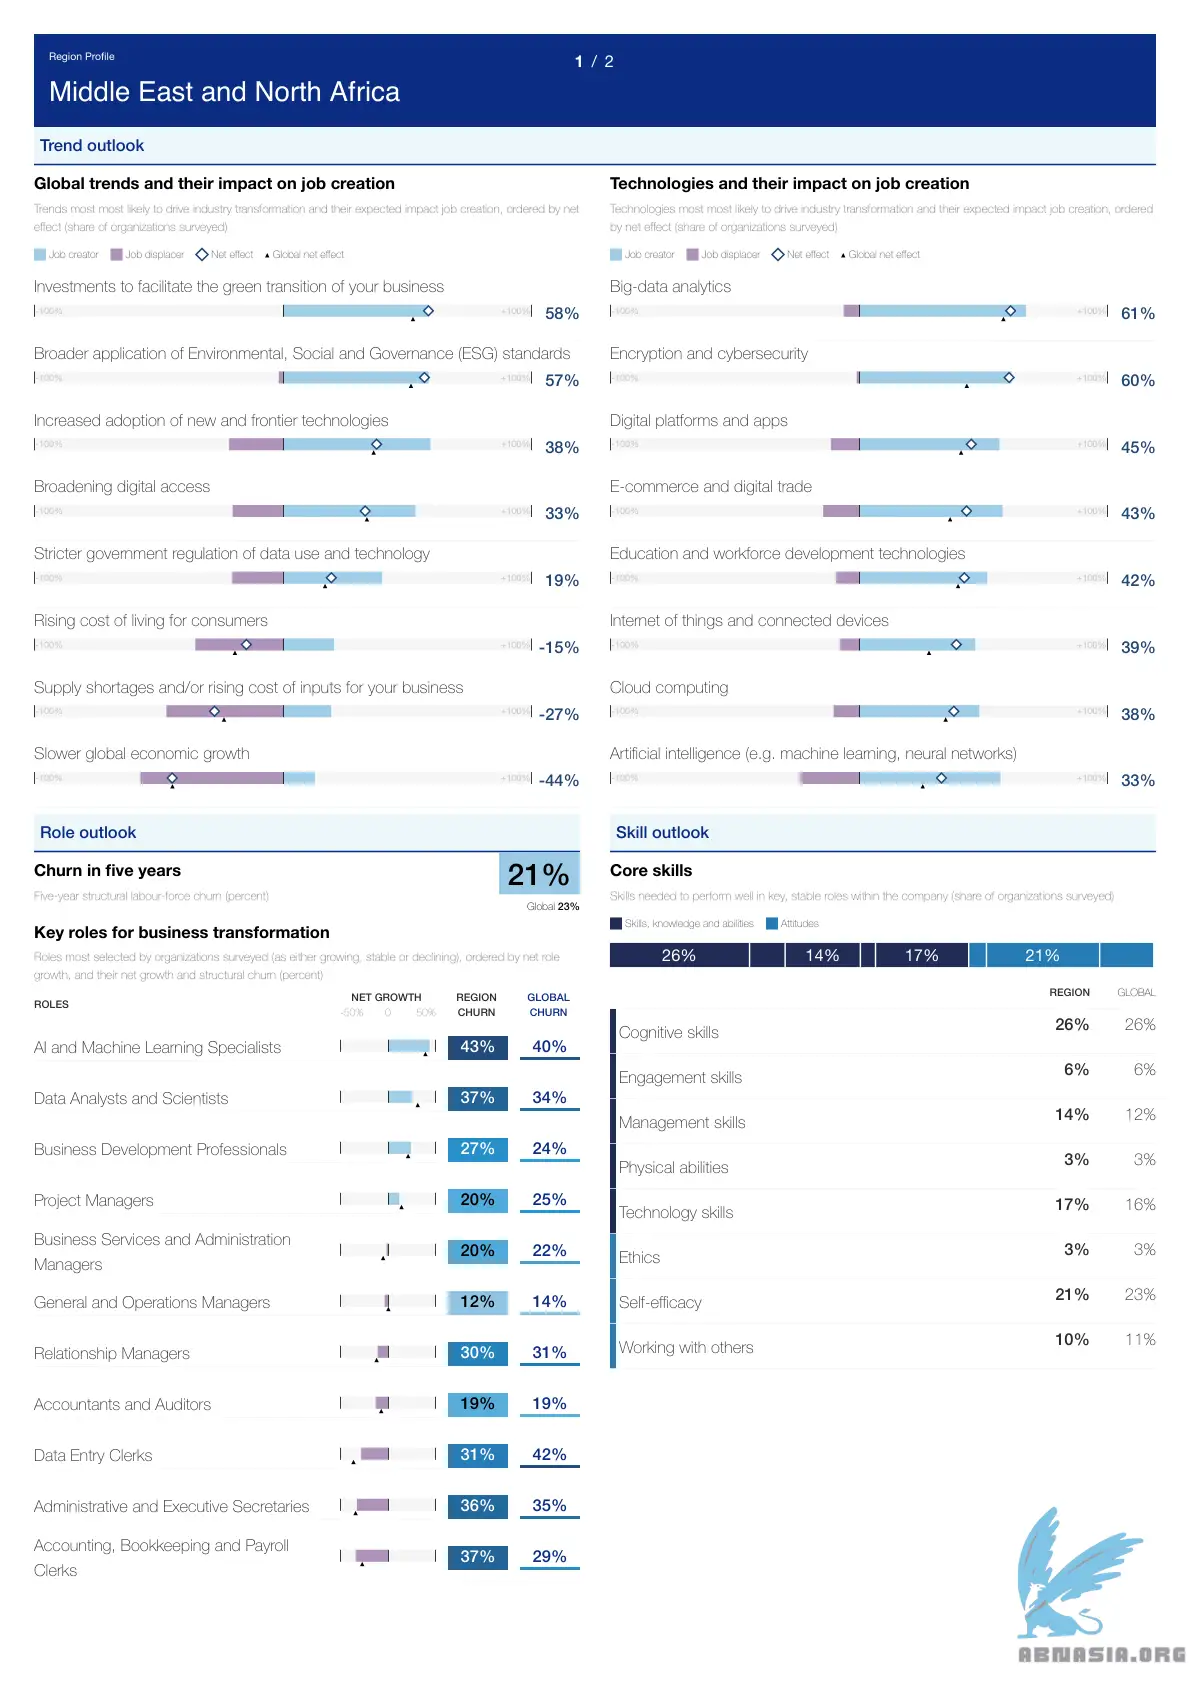 Region Profile
1 / 2
Middle East and North Africa
Trend outlook
Global trends and their impact on job creation
Trends most most likely to drive industry transformation and their expected impact job creation, ordered by net
effect (share of organizations surveyed)
Job creator Job displacer Net effect Global net effect
Investments to facilitate the green transition of your business
-100% +100% 58%
Broader application of Environmental, Social and Governance (ESG) standards
-100% +100% 57%
Increased adoption of new and frontier technologies
-100% +100% 38%
Broadening digital access
-100% +100% 33%
Stricter government regulation of data use and technology
-100% +100% 19%
Rising cost of living for consumers
-100% +100% -15%
Supply shortages and/or rising cost of inputs for your business
-100% +100% -27%
Slower global economic growth
-100% +100% -44%
Technologies and their impact on job creation
Technologies most most likely to drive industry transformation and their expected impact job creation, ordered
by net effect (share of organizations surveyed)
Job creator Job displacer Net effect Global net effect
Big-data analytics
-100% +100% 61%
Encryption and cybersecurity
-100% +100% 60%
Digital platforms and apps
-100% +100% 45%
E-commerce and digital trade
-100% +100% 43%
Education and workforce development technologies
-100% +100% 42%
Internet of things and connected devices
-100% +100% 39%
Cloud computing
-100% +100% 38%
Artificial intelligence (e.g. machine learning, neural networks)
-100% +100% 33%
Role outlook
Churn in five years
21%
Five-year structural labour-force churn (percent)
Global 23%
Key roles for business transformation
Roles most selected by organizations surveyed (as either growing, stable or declining), ordered by net role
growth, and their net growth and structural churn (percent)
ROLES NET GROWTH REGION CHURN GLOBAL CHURN
-50% 0 50%
AI and Machine Learning Specialists 43% 40%
Data Analysts and Scientists 37% 34%
Business Development Professionals 27% 24%
Project Managers 20% 25%
Business Services and Administration
Managers 20% 22%
General and Operations Managers 12% 14%
Relationship Managers 30% 31%
Accountants and Auditors 19% 19%
Data Entry Clerks 31% 42%
Administrative and Executive Secretaries 36% 35%
Accounting, Bookkeeping and Payroll
Clerks 37% 29%
Skill outlook
Core skills
Skills needed to perform well in key, stable roles within the company (share of organizations surveyed)
Skills, knowledge and abilities Attitudes
26% 14% 17% 21%
REGION GLOBAL
Cognitive skills 26% 26%
Engagement skills 6% 6%
Management skills 14% 12%
Physical abilities 3% 3%
Technology skills 17% 16%
Ethics 3% 3%
Self-efficacy 21% 23%
Working with others 10% 11%
ABNASIA.ORG